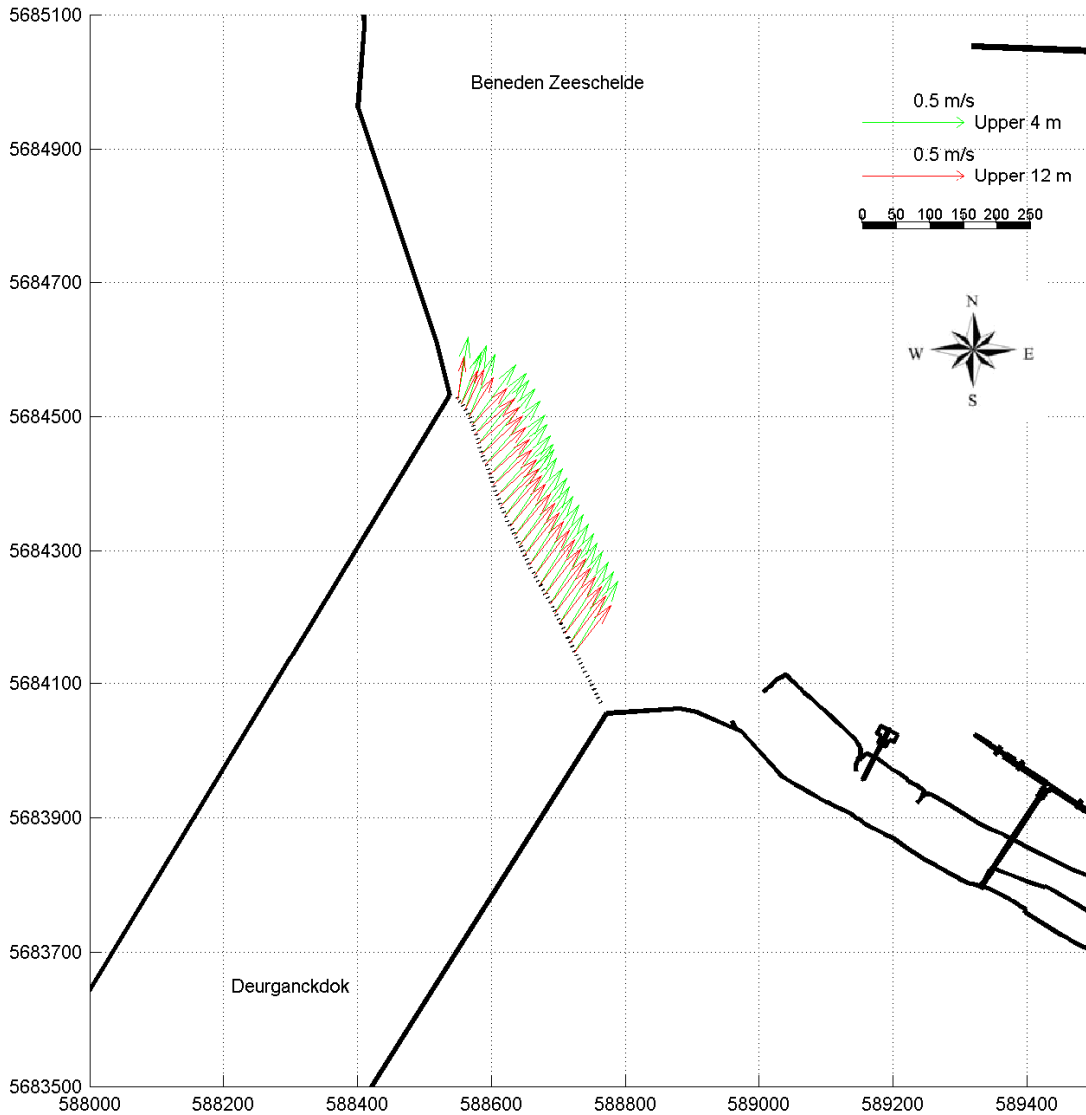 5685100
Beneden Zeeschelde
0.5 m/s
Upper 4 m
5684900
0.5 m/s
Upper 12 m
0 50 100 150 200 250
5684700
N
W E
S
5684500
5684300
5684100
5683900
5683700
Deurganckdok
5683500
588000 588200 588400 588600 588800 589000 589200 589400